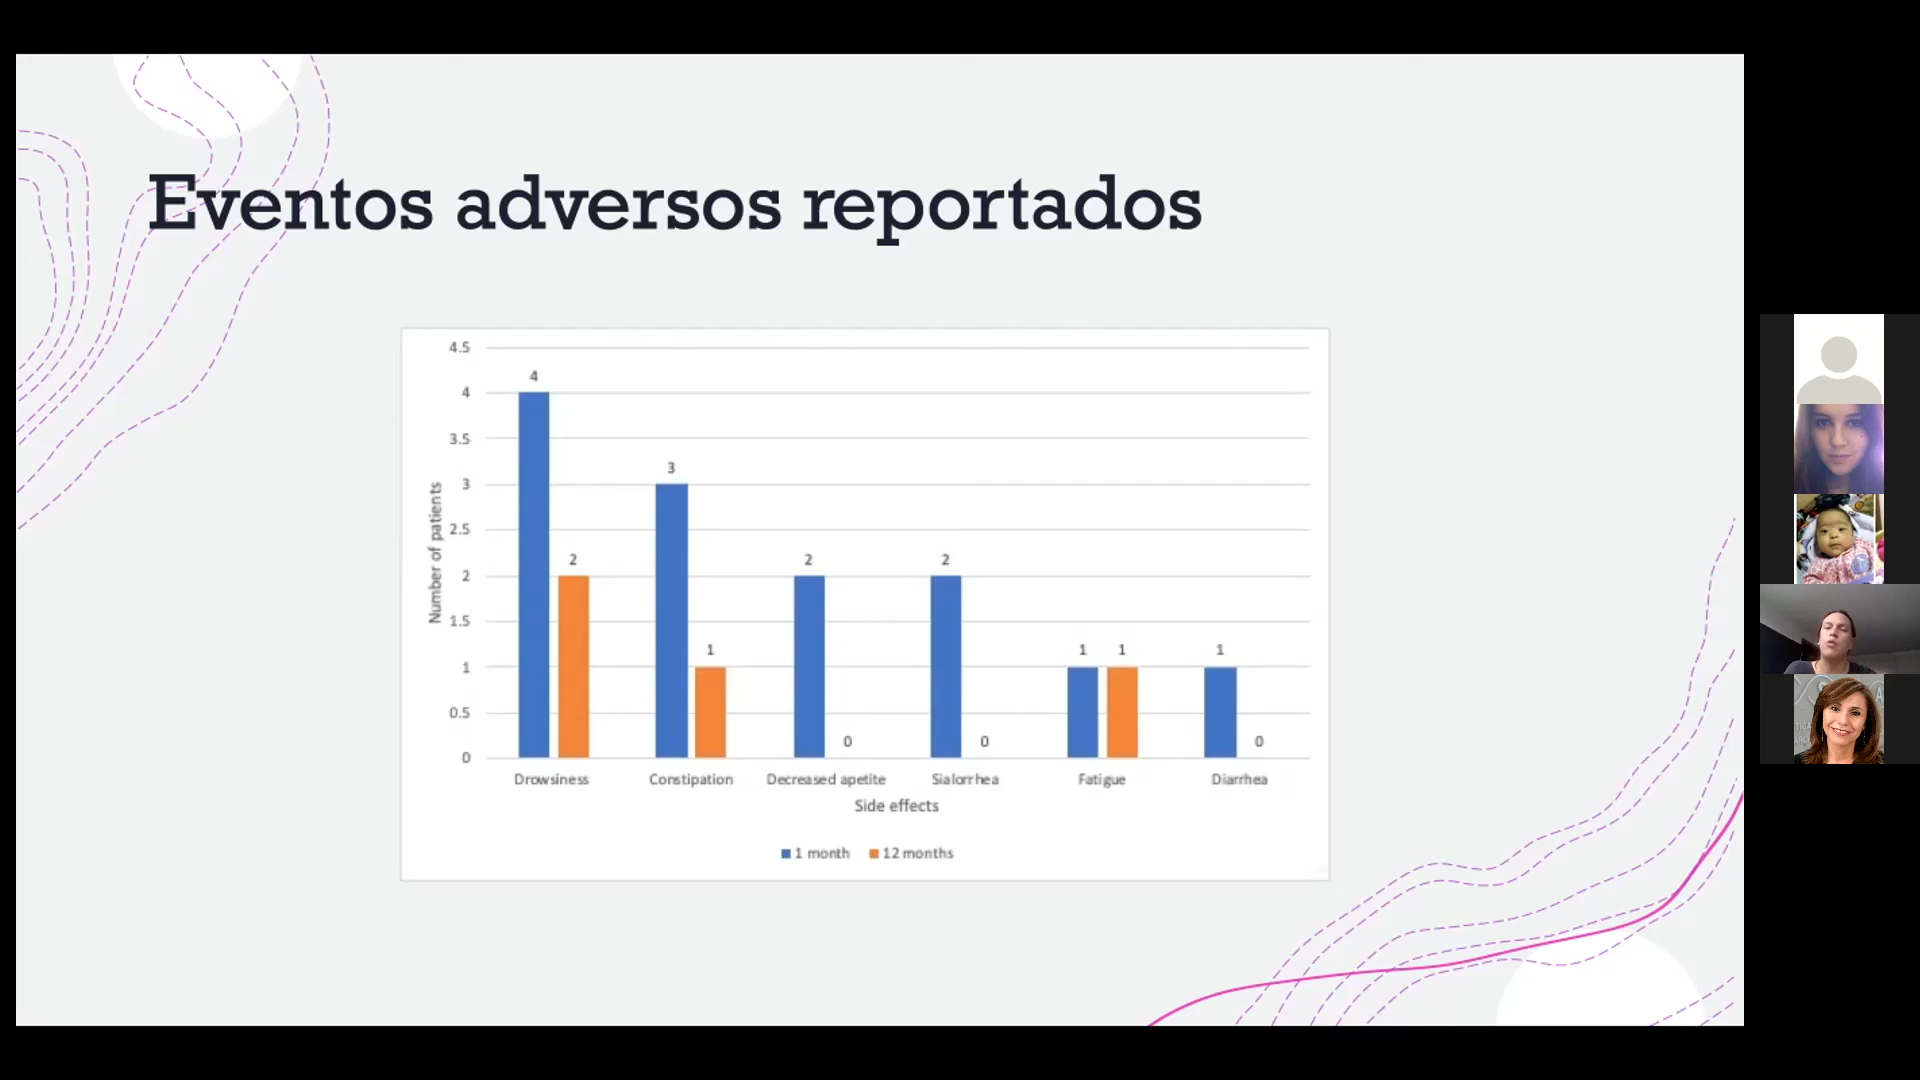 Eventos adversos reportados
4.5
4
3.5
3
2.5
2
1.5
1
0.5
0
Number of patients
4
2
3
1
2
0
2
0
1
1
1
0
Drowsiness
Constipation
Decreased apetite
Sialorrhea
Fatigue
Diarrhea
Side effects
1 month
12 months